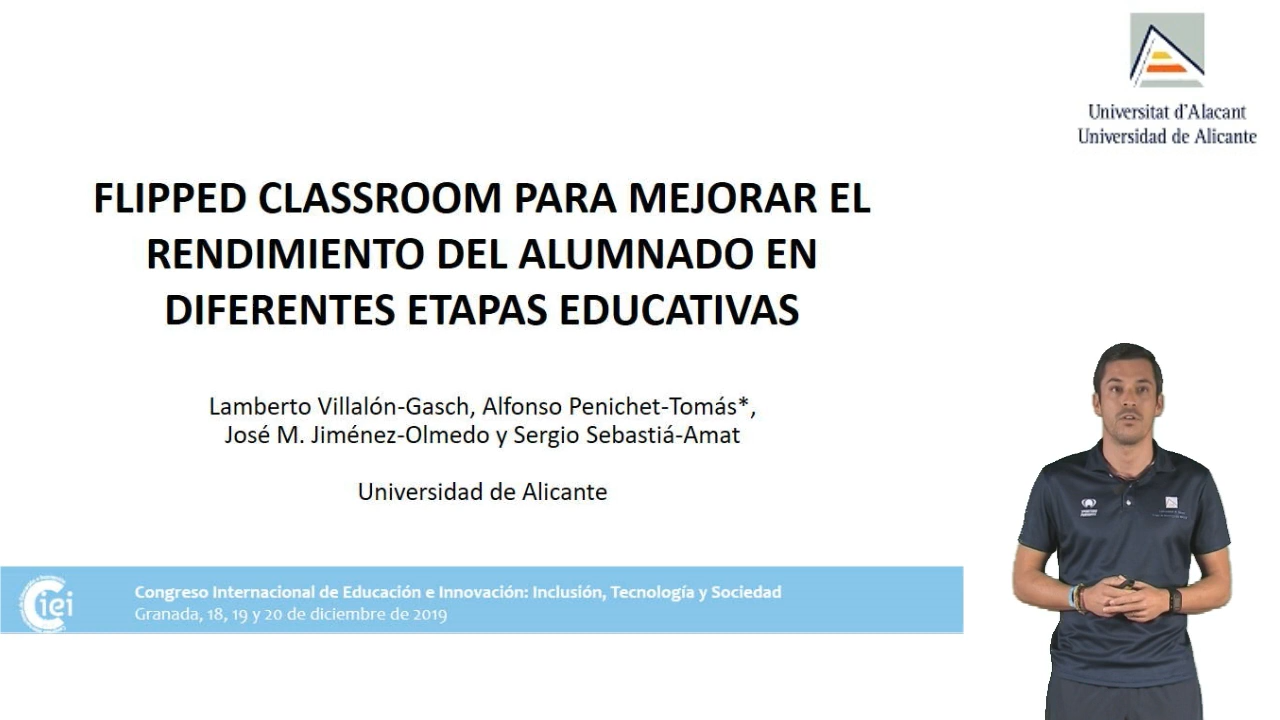 Universitat d'Alacant
Universidad de Alicante
FLIPPED CLASSROOM PARA MEJORAR EL
RENDIMIENTO DEL ALUMNADO EN
DIFERENTES ETAPAS EDUCATIVAS
Lamberto Villalón-Gasch, Alfonso Penichet-Tomás*,
José M. Jiménez-Olmedo y Sergio Sebastiá-Amat
Universidad de Alicante
Ciei
Congreso Internacional de Educación e Innovación: Inclusión, Tecnología y Sociedad
Granada, 18, 19 y 20 de diciembre de 2019